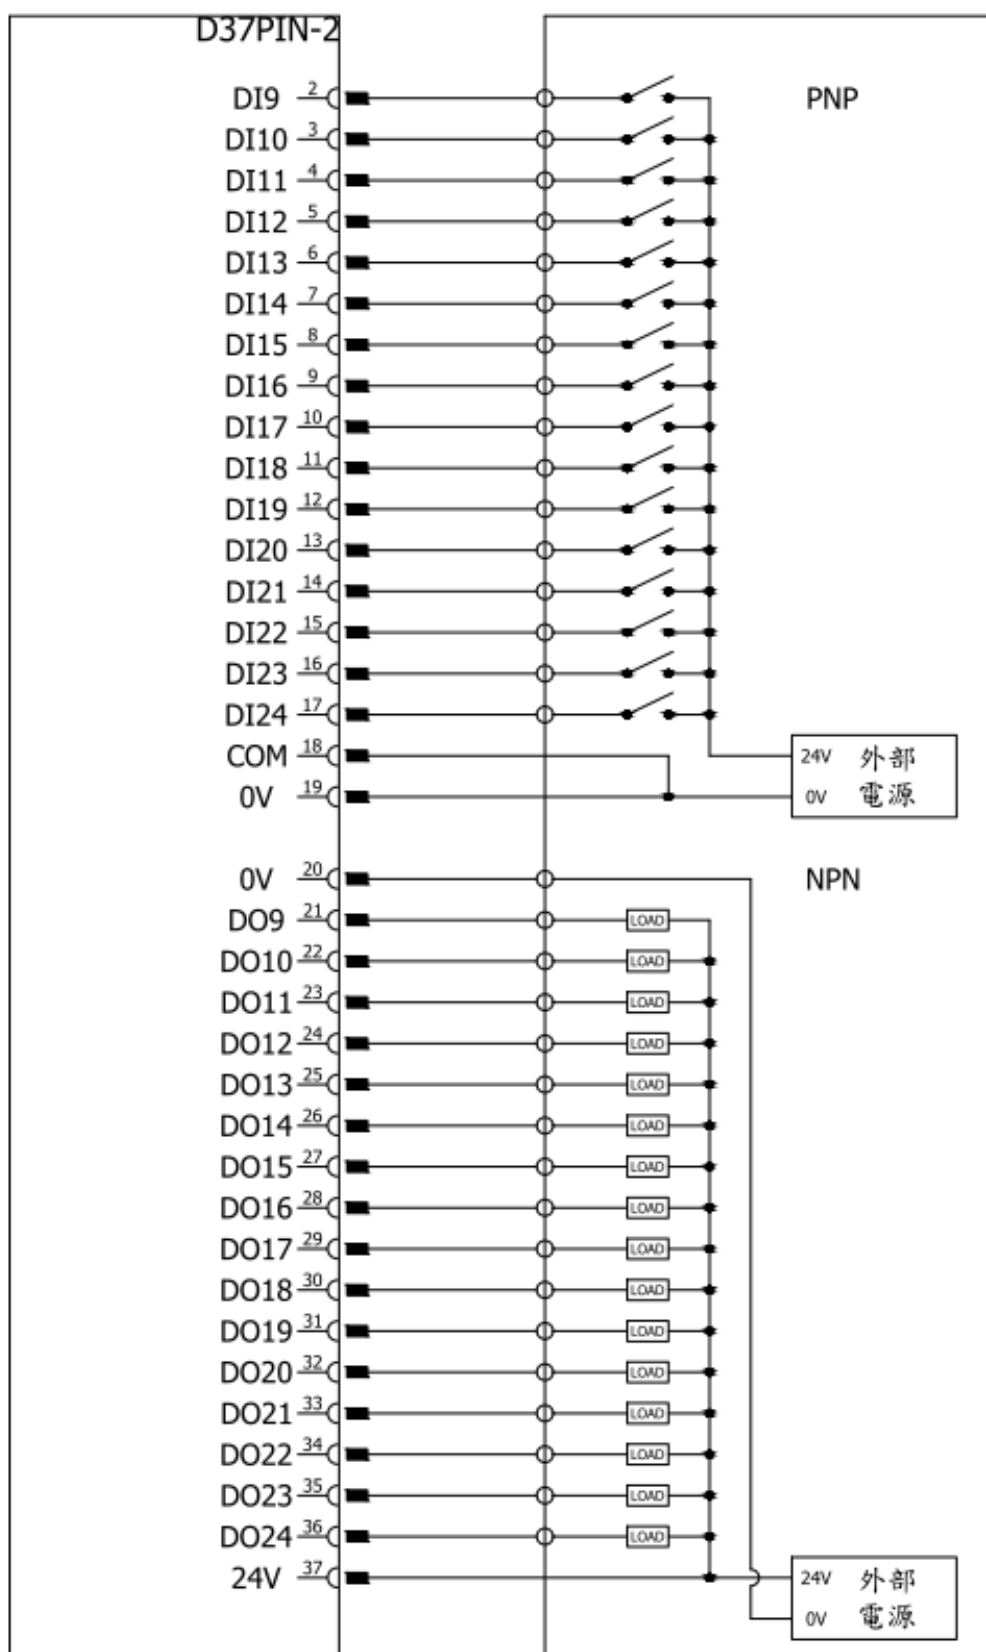 D37PIN-2
DI9 2 PNP
DI10 3
DI11 4
DI12 5
DI13 6
DI14 7
DI15 8
DI16 9
DI17 10
DI18 11
DI19 12
DI20 13
DI21 14
DI22 15
DI23 16
DI24 17
COM 18 24V 外部
0V 19 0V 電源
0V 20 NPN
DO9 21 LOAD
DO10 22 LOAD
DO11 23 LOAD
DO12 24 LOAD
DO13 25 LOAD
DO14 26 LOAD
DO15 27 LOAD
DO16 28 LOAD
DO17 29 LOAD
DO18 30 LOAD
DO19 31 LOAD
DO20 32 LOAD
DO21 33 LOAD
DO22 34 LOAD
DO23 35 LOAD
DO24 36 LOAD
24V 37 24V 外部
0V 電源